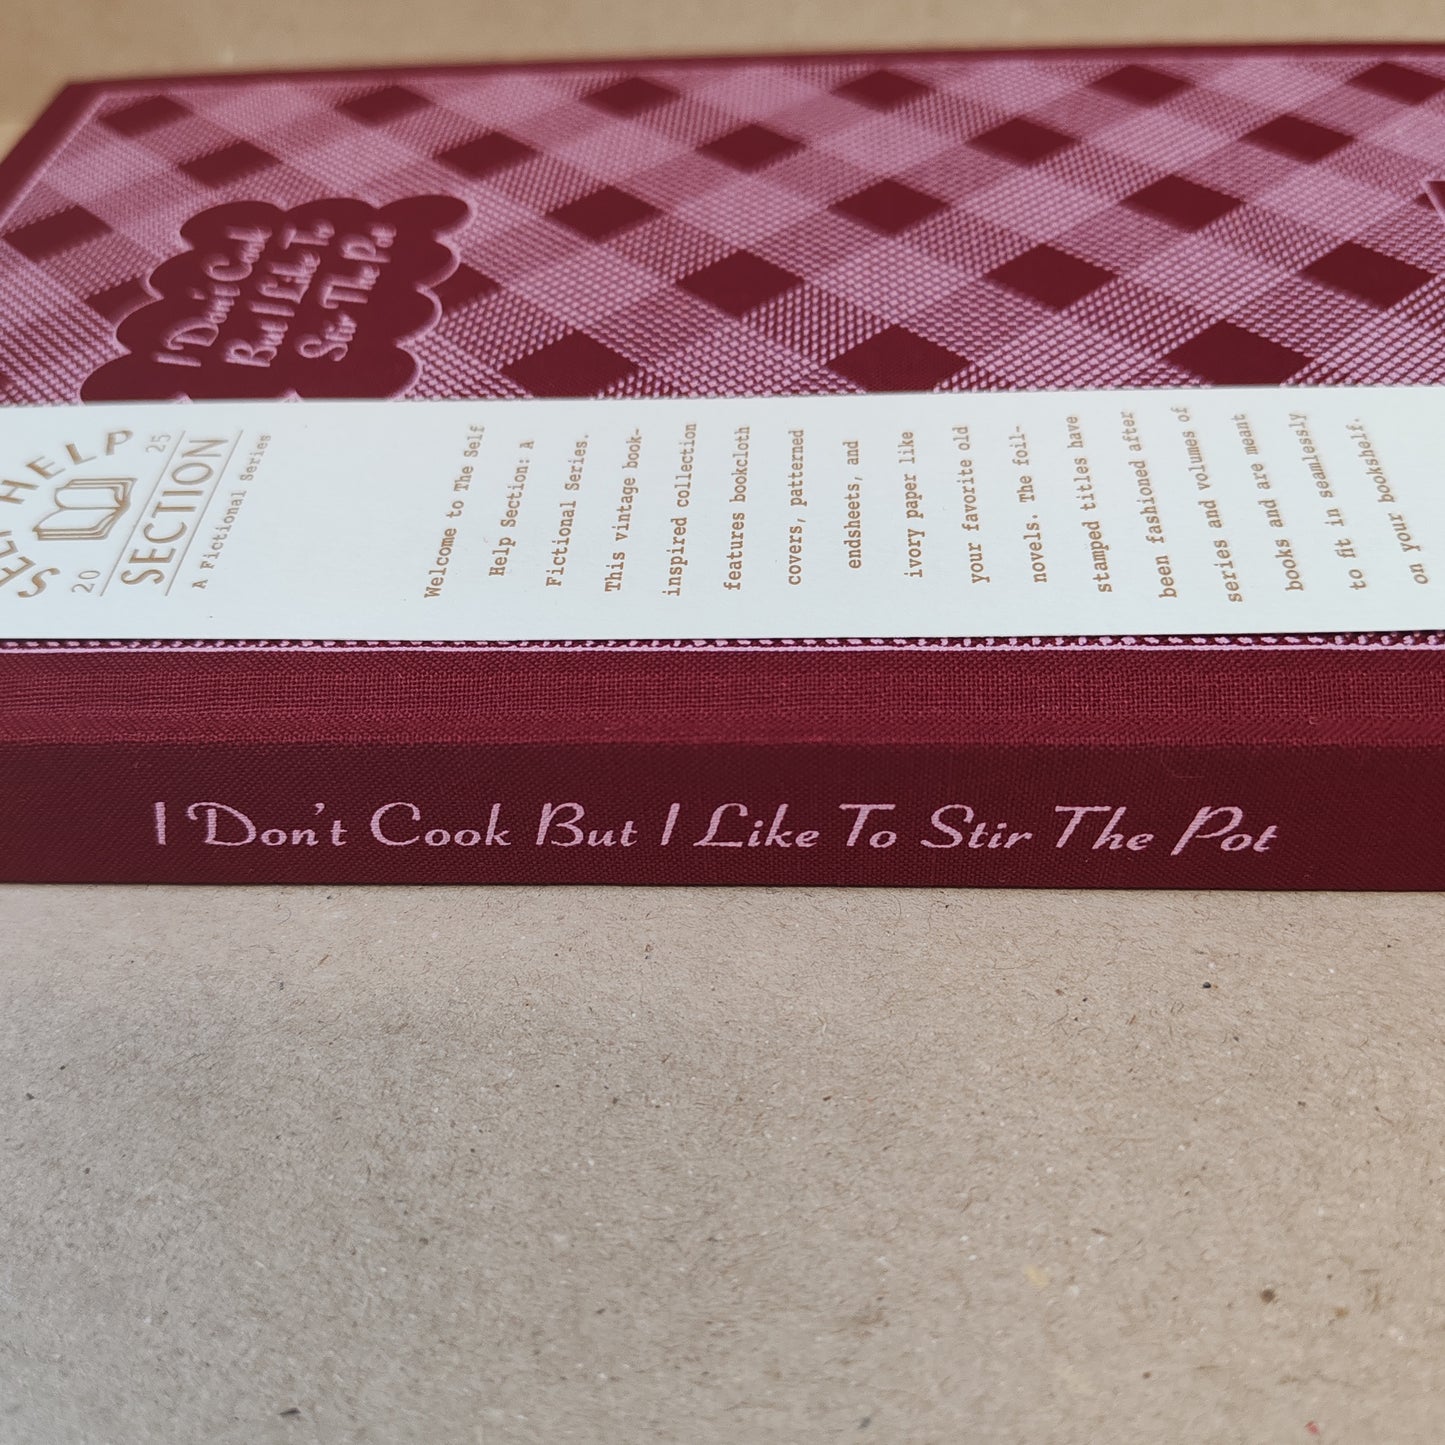 I Don't Cook
But I Like To
Stir The Pot
SELF HELP
20 25
SECTION
A Fictional Series
Welcome to The Self
Help Section: A
Fictional Series.
This vintage book-
inspired collection
features bookcloth
covers, patterned
endsheets, and
ivory paper like
your favorite old
novels. The foil-
stamped titles have
been fashioned after
series and volumes of
books and are meant
to fit in seamlessly
on your bookshelf.
I Don't Cook But I Like To Stir The Pot